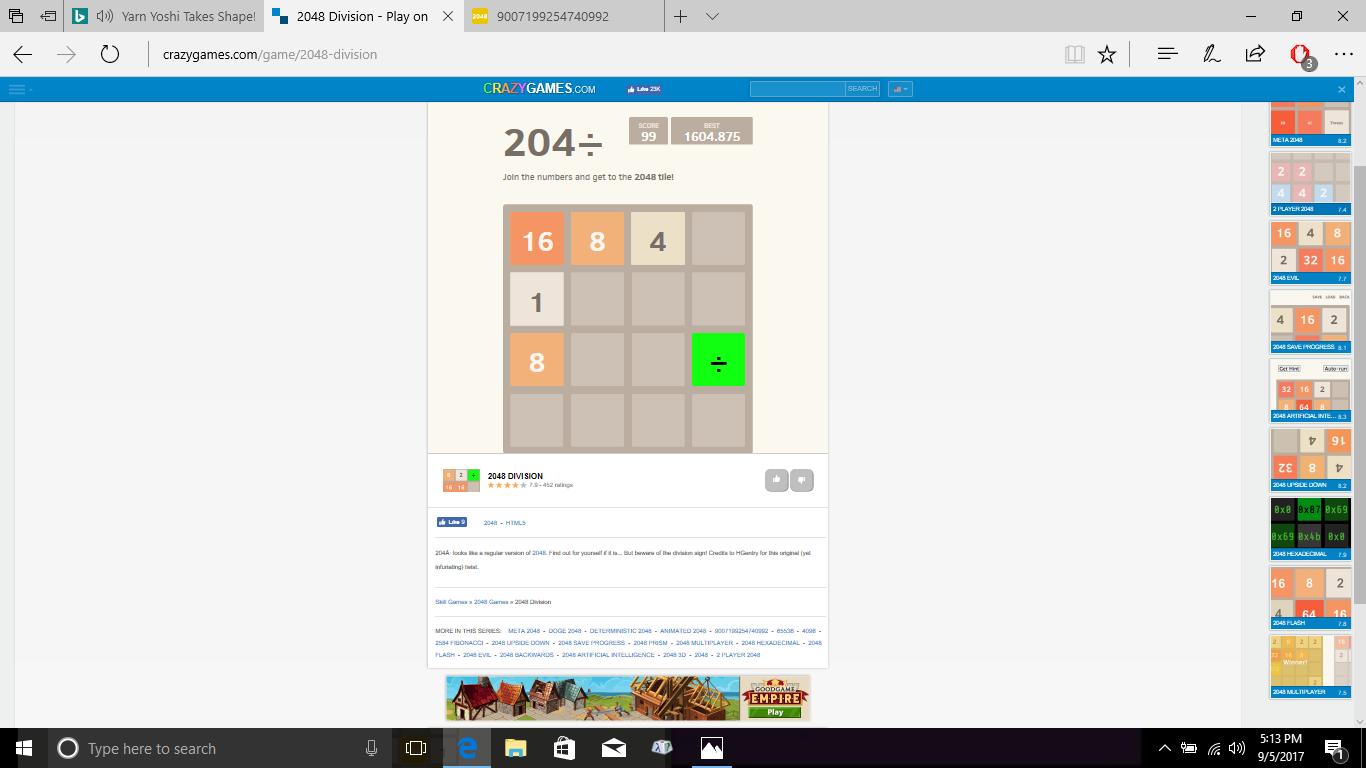 Yarn Yoshi Takes Shape!
2048 Division - Play on
2048 9007199254740992
crazygames.com/game/2048-division
3
CRAZYGAMES.COM
Like 23K
SEARCH
204÷
SCORE
99
BEST
1604.875
Join the numbers and get to the 2048 tile!
16 8 4
1
8 ÷
8 2 ÷
16 16
2048 DIVISION
7.9 - 452 ratings
Like 9
2048 - HTML5
204Ã· looks like a regular version of 2048. Find out for yourself if it is... But beware of the division sign! Credits to HGentry for this original (yet
infuriating) twist.
Skill Games » 2048 Games » 2048 Division
MORE IN THIS SERIES: META 2048 - DOGE 2048 - DETERMINISTIC 2048 - ANIMATED 2048 - 9007199254740992 - 65536 - 4096 -
2584 FIBONACCI - 2048 UPSIDE DOWN - 2048 SAVE PROGRESS - 2048 PRISM - 2048 MULTIPLAYER - 2048 HEXADECIMAL - 2048
FLASH - 2048 EVIL - 2048 BACKWARDS - 2048 ARTIFICIAL INTELLIGENCE - 2048 3D - 2048 - 2 PLAYER 2048
GOODGAME
EMPIRE
Play
META 2048 8.2
2 2
4 4 2
2 PLAYER 2048 7.4
16 4 8
2 32 16
2048 EVIL 7.7
SAVE LOAD BACK
4 16 2
2048 SAVE PROGRESS 8.1
Get Hint Auto-run
32 16 2
8 64 8
2048 ARTIFICIAL INTE... 8.3
4 16
32 8 4
2048 UPSIDE DOWN 8.2
0x0 0x87 0x69
0x69 0x4b 0x0
2048 HEXADECIMAL 7.9
16 8 2
4 64 16
2048 FLASH 7.8
Winner!
2048 MULTIPLAYER 7.5
Type here to search
5:13 PM
9/5/2017
1